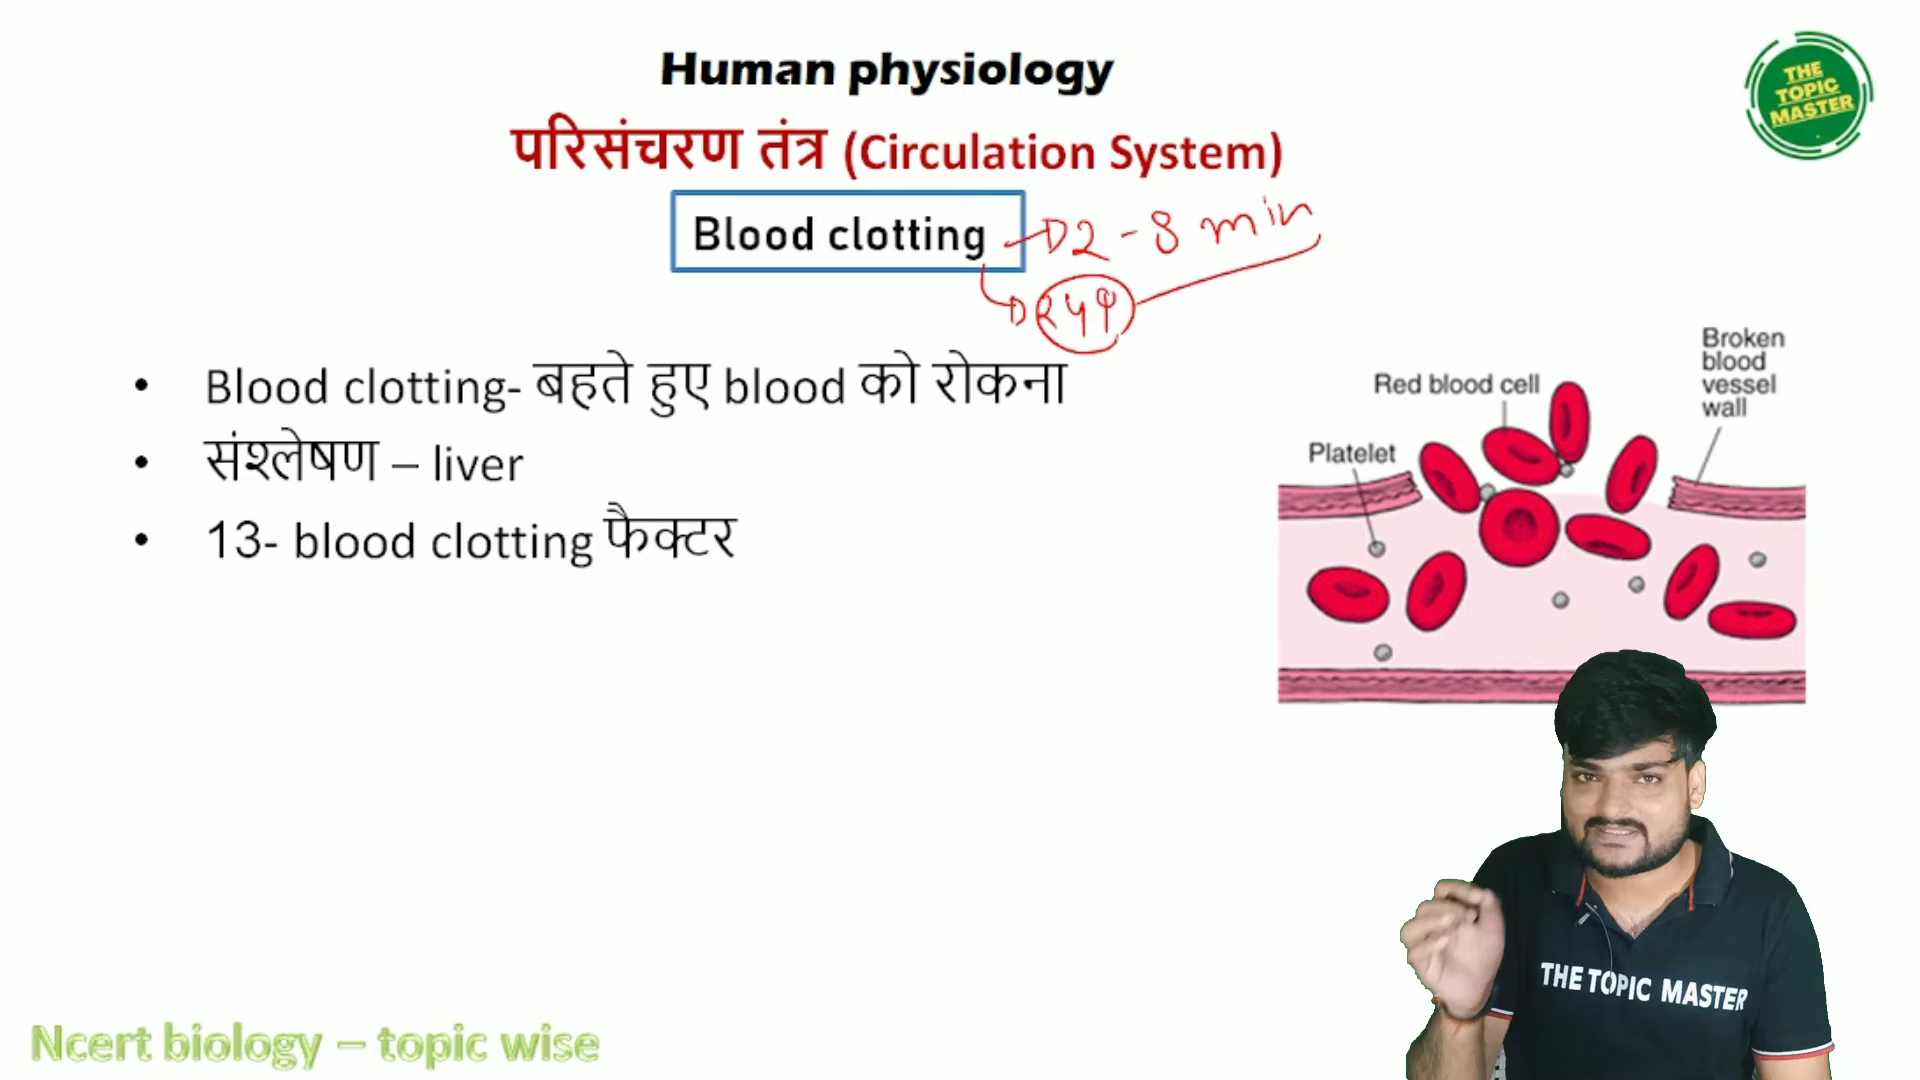 Human physiology
THE
TOPIC
MASTER
परिसंचरण तंत्र (Circulation System)
Blood clotting
2 - 8 min
Blood clotting- बहते हुए blood को रोकना
संश्लेषण – liver
13- blood clotting फैक्टर
Broken
blood
vessel
wall
Red blood cell
Platelet
THE TOPIC MASTER
Ncert biology – topic wise